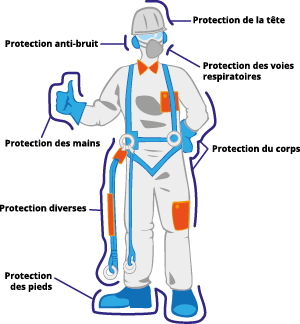 Protection de la tête
Protection anti-bruit
Protection des voies
respiratoires
Protection des mains
Protection du corps
Protection diverses
Protection
des pieds